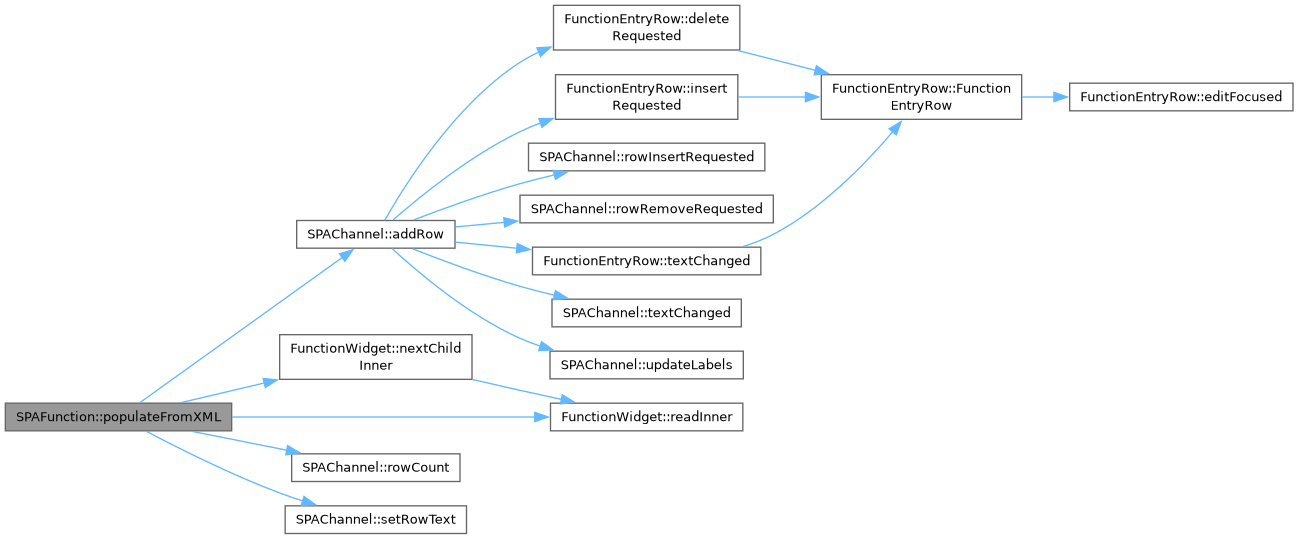 FunctionEntryRow::delete
Requested
FunctionEntryRow::insert
Requested
FunctionEntryRow::Function
EntryRow
FunctionEntryRow::editFocused
SPAChannel::rowInsertRequested
SPAChannel::rowRemoveRequested
SPAChannel::addRow
FunctionEntryRow::textChanged
SPAChannel::textChanged
FunctionWidget::nextChild
Inner
SPAChannel::updateLabels
SPAFunction::populateFromXML
FunctionWidget::readInner
SPAChannel::rowCount
SPAChannel::setRowText